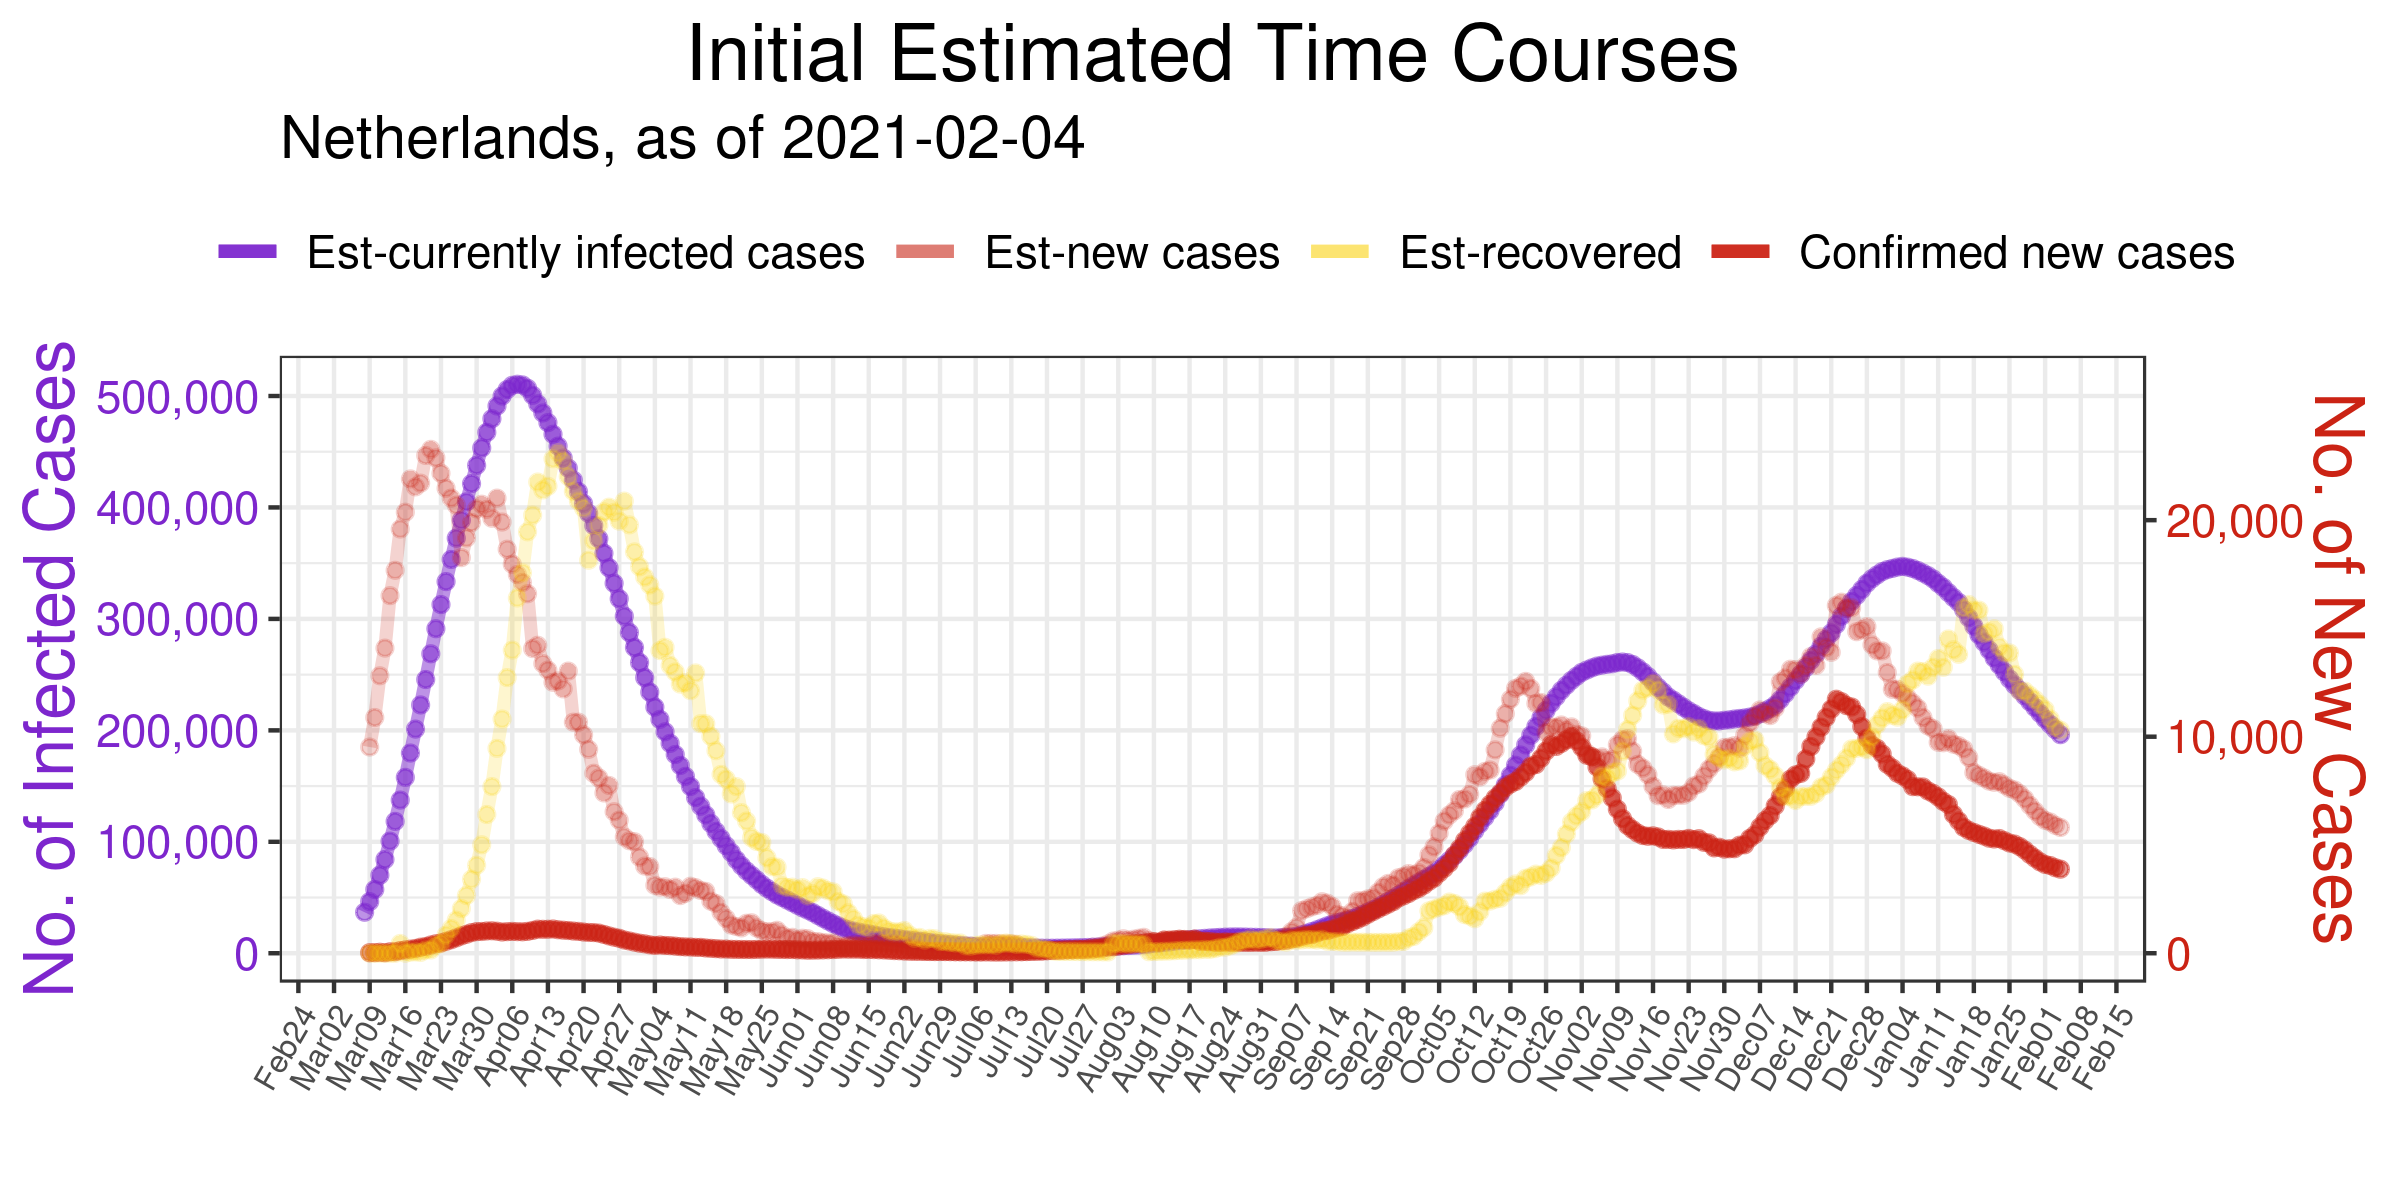 Initial Estimated Time Courses
Netherlands, as of 2021-02-04
Est-currently infected cases Est-new cases Est-recovered Confirmed new cases
No. of Infected Cases
500,000
400,000
300,000
200,000
100,000
0
20,000
10,000
0
No. of New Cases
Feb24
Mar02
Mar09
Mar16
Mar23
Mar30
Apr06
Apr13
Apr20
Apr27
May04
May11
May18
May25
Jun01
Jun08
Jun15
Jun22
Jun29
Jul06
Jul13
Jul20
Jul27
Aug03
Aug10
Aug17
Aug24
Aug31
Sep07
Sep14
Sep21
Sep28
Oct05
Oct12
Oct19
Oct26
Nov02
Nov09
Nov16
Nov23
Nov30
Dec07
Dec14
Dec21
Dec28
Jan04
Jan11
Jan18
Jan25
Feb01
Feb08
Feb15